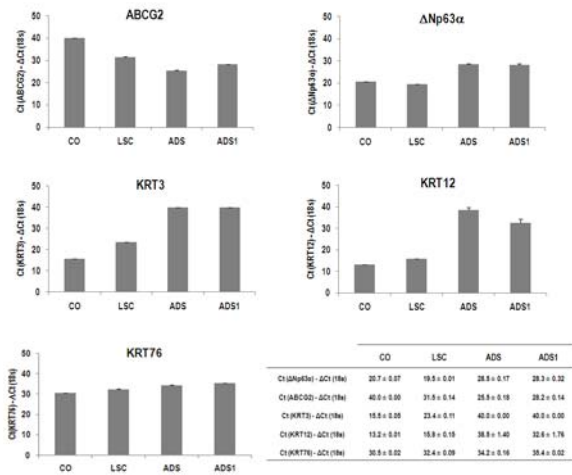 ABCG2
Ct (ABCG2) - ΔCt (18s)
50
40
30
20
10
0
CO LSC ADS ADS1
ΔNp63α
Ct (ΔNp63α) - ΔCt (18s)
50
40
30
20
10
0
CO LSC ADS ADS1
KRT3
Ct (KRT3) - ΔCt (18s)
50
40
30
20
10
0
CO LSC ADS ADS1
KRT12
Ct (KRT12) - ΔCt (18s)
50
40
30
20
10
0
CO LSC ADS ADS1
KRT76
Ct (KRT76) - ΔCt (18s)
50
40
30
20
10
0
CO LSC ADS ADS1
CO LSC ADS ADS1
Ct (ΔNp63α) - ΔCt (18s) 20.7 ± 0.07 19.5 ± 0.01 28.5 ± 0.17 28.3 ± 0.32
Ct (ABCG2) - ΔCt (18s) 40.0 ± 0.00 31.5 ± 0.14 25.5 ± 0.18 28.2 ± 0.14
Ct (KRT3) - ΔCt (18s) 15.5 ± 0.05 23.4 ± 0.11 40.0 ± 0.00 40.0 ± 0.00
Ct (KRT12) - ΔCt (18s) 13.2 ± 0.01 15.8 ± 0.15 38.5 ± 1.40 32.6 ± 1.76
Ct (KRT76) - ΔCt (18s) 30.5 ± 0.02 32.4 ± 0.09 34.2 ± 0.16 35.4 ± 0.02